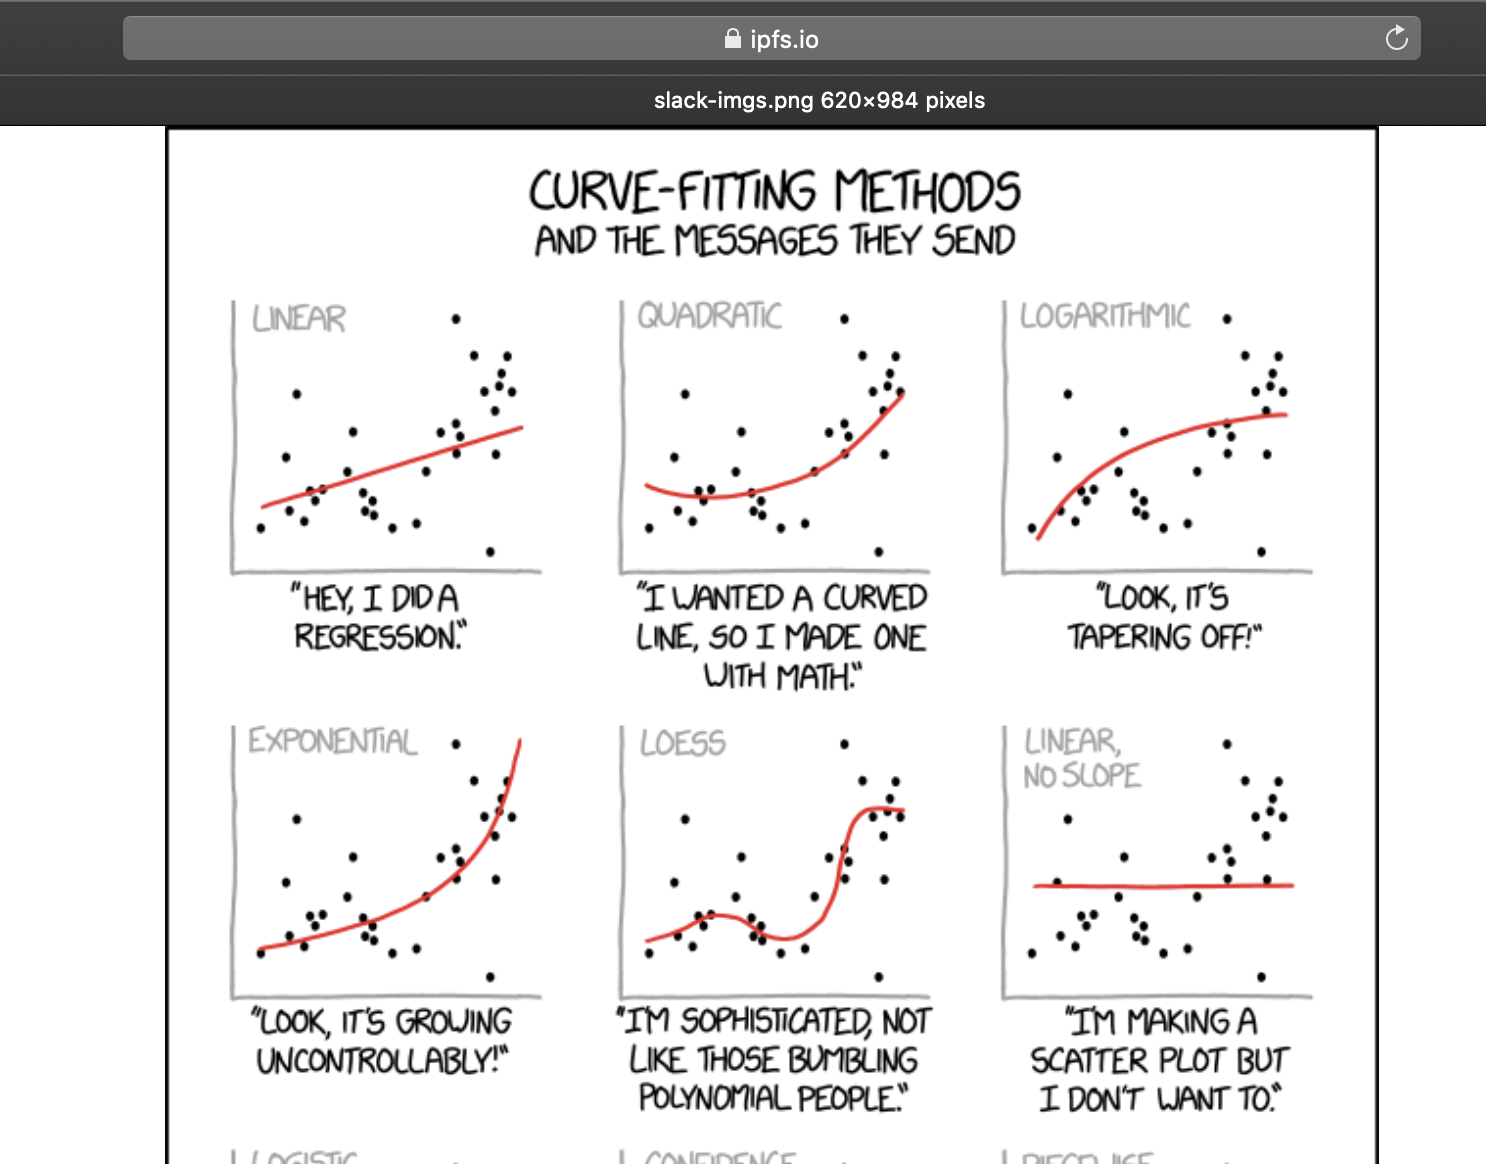 ipfs.io
slack-imgs.png 620×984 pixels
CURVE-FITTING METHODS
AND THE MESSAGES THEY SEND
LINEAR
QUADRATIC
LOGARITHMIC
"HEY, I DID A
REGRESSION."
"I WANTED A CURVED
LINE, SO I MADE ONE
WITH MATH."
"LOOK, IT'S
TAPERING OFF!"
EXPONENTIAL
LOESS
LINEAR,
NO SLOPE
"LOOK, IT'S GROWING
UNCONTROLLABLY!"
"I'M SOPHISTICATED, NOT
LIKE THOSE BUMBLING
POLYNOMIAL PEOPLE."
"I'M MAKING A
SCATTER PLOT BUT
I DON'T WANT TO."
LOGISTIC
CONFIDENCE
PIECEWISE